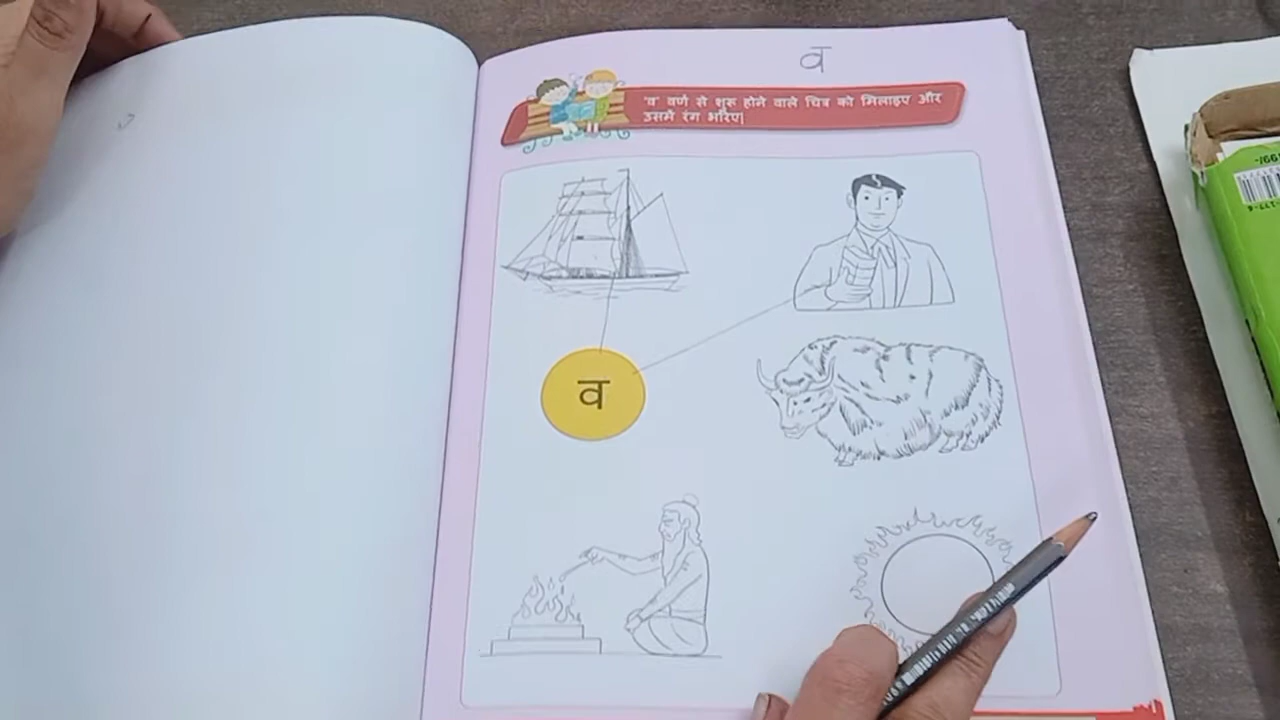 व
'व' वर्ण से शुरू होने वाले चित्र को मिलाइए और
उसमें रंग भरिए|
व